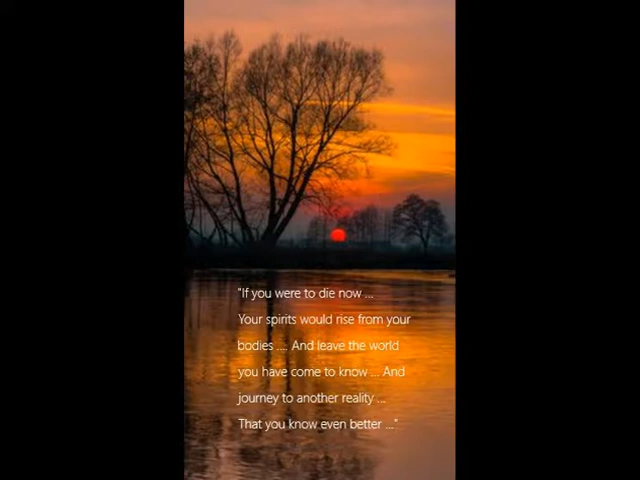 "If you were to die now ...
Your spirits would rise from your
bodies .... And leave the world
you have come to know ... And
journey to another reality ...
That you know even better ..."